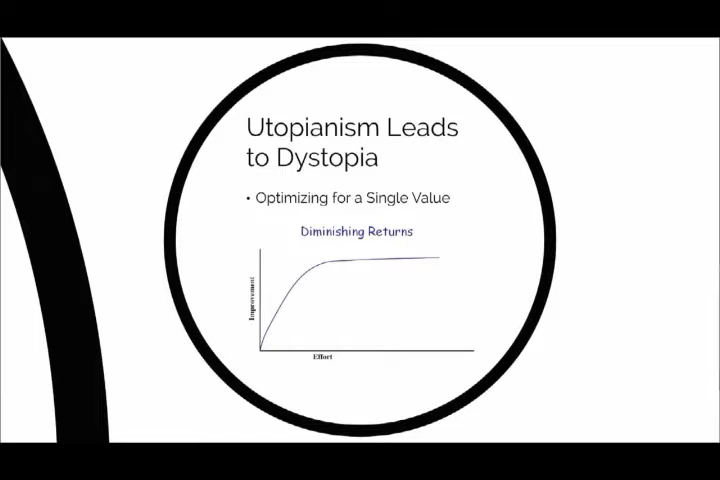 Utopianism Leads
to Dystopia
• Optimizing for a Single Value
Diminishing Returns
Improvement
Effort